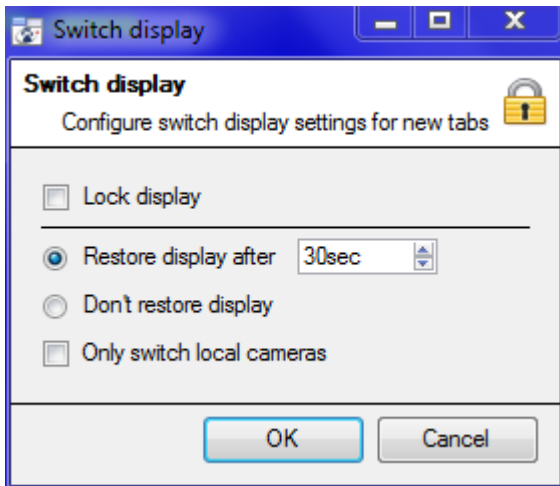 Switch display
Switch display
Configure switch display settings for new tabs
Lock display
Restore display after 30sec
Don't restore display
Only switch local cameras
OK Cancel